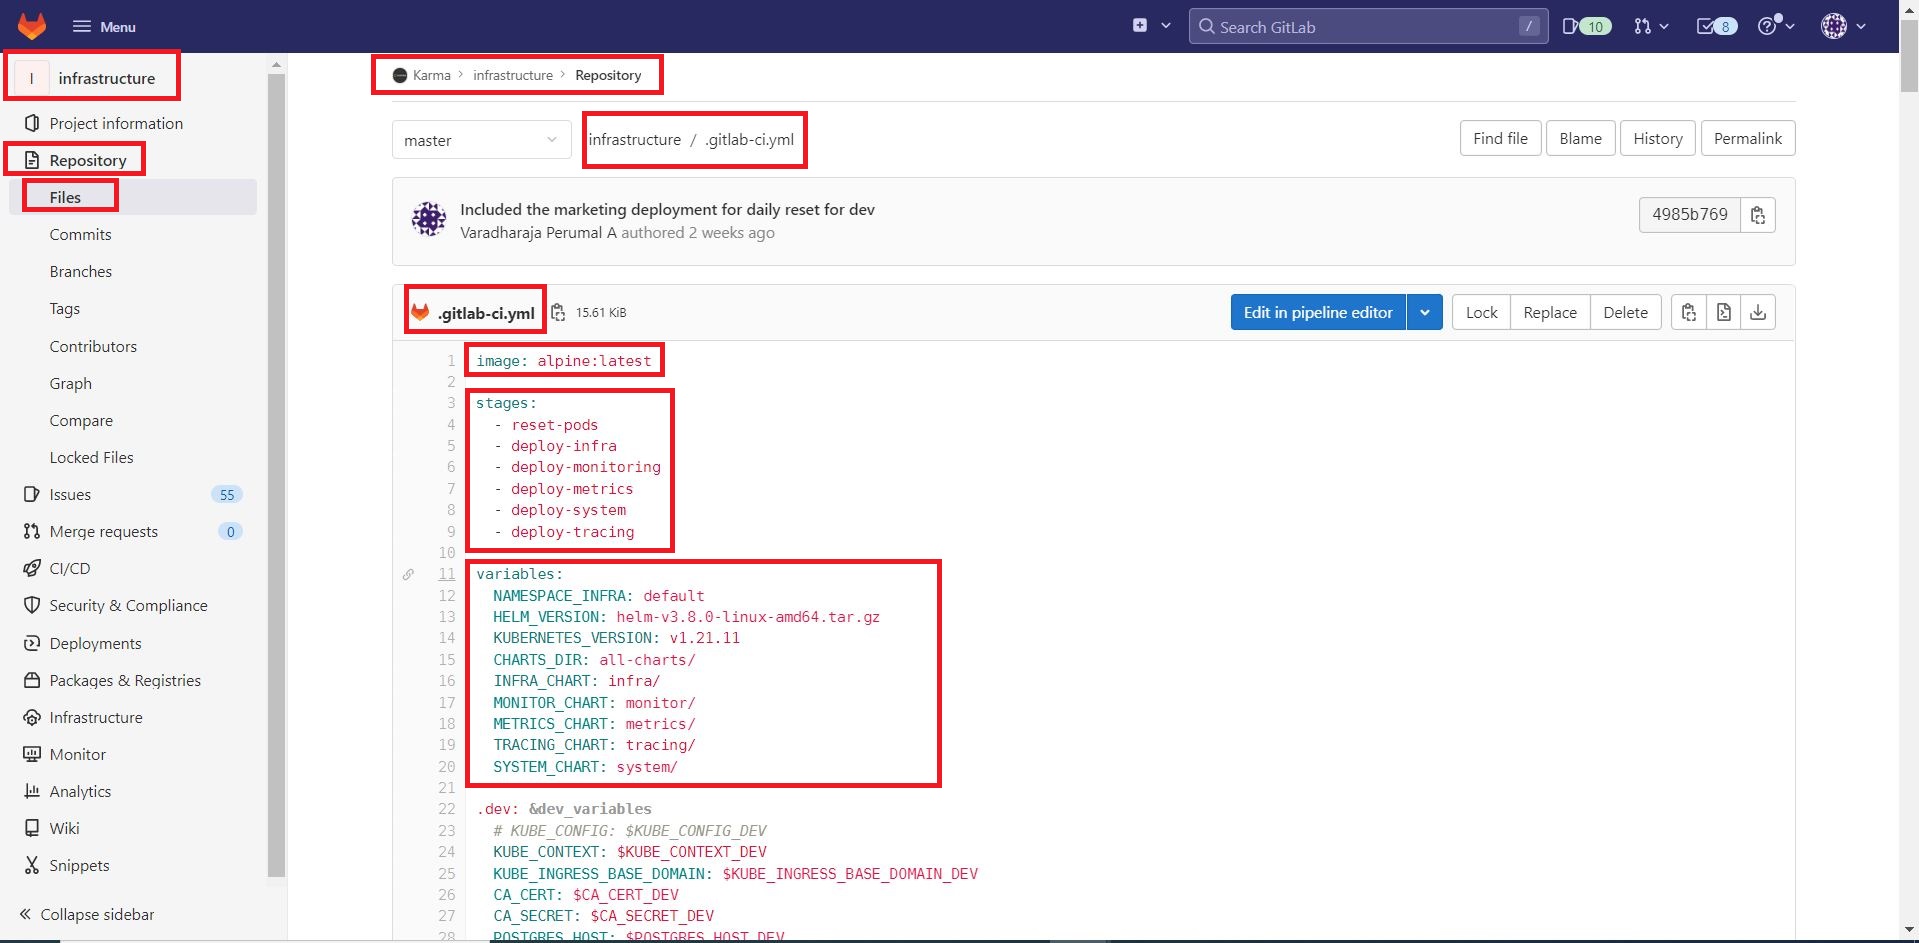 Menu
Search GitLab
/
10
8
I infrastructure
Project information
Repository
Files
Commits
Branches
Tags
Contributors
Graph
Compare
Locked Files
Issues 55
Merge requests 0
CI/CD
Security & Compliance
Deployments
Packages & Registries
Infrastructure
Monitor
Analytics
Wiki
Snippets
« Collapse sidebar
Karma > infrastructure > Repository
master
infrastructure / .gitlab-ci.yml
Find file
Blame
History
Permalink
Included the marketing deployment for daily reset for dev
Varadharaja Perumal A authored 2 weeks ago
4985b769
.gitlab-ci.yml 15.61 KiB
Edit in pipeline editor
Lock
Replace
Delete
1 image: alpine:latest
2
3 stages:
4 - reset-pods
5 - deploy-infra
6 - deploy-monitoring
7 - deploy-metrics
8 - deploy-system
9 - deploy-tracing
10
11 variables:
12 NAMESPACE_INFRA: default
13 HELM_VERSION: helm-v3.8.0-linux-amd64.tar.gz
14 KUBERNETES_VERSION: v1.21.11
15 CHARTS_DIR: all-charts/
16 INFRA_CHART: infra/
17 MONITOR_CHART: monitor/
18 METRICS_CHART: metrics/
19 TRACING_CHART: tracing/
20 SYSTEM_CHART: system/
21
22 .dev: &dev_variables
23 # KUBE_CONFIG: $KUBE_CONFIG_DEV
24 KUBE_CONTEXT: $KUBE_CONTEXT_DEV
25 KUBE_INGRESS_BASE_DOMAIN: $KUBE_INGRESS_BASE_DOMAIN_DEV
26 CA_CERT: $CA_CERT_DEV
27 CA_SECRET: $CA_SECRET_DEV
28 POSTGRES_HOST: $POSTGRES_HOST_DEV